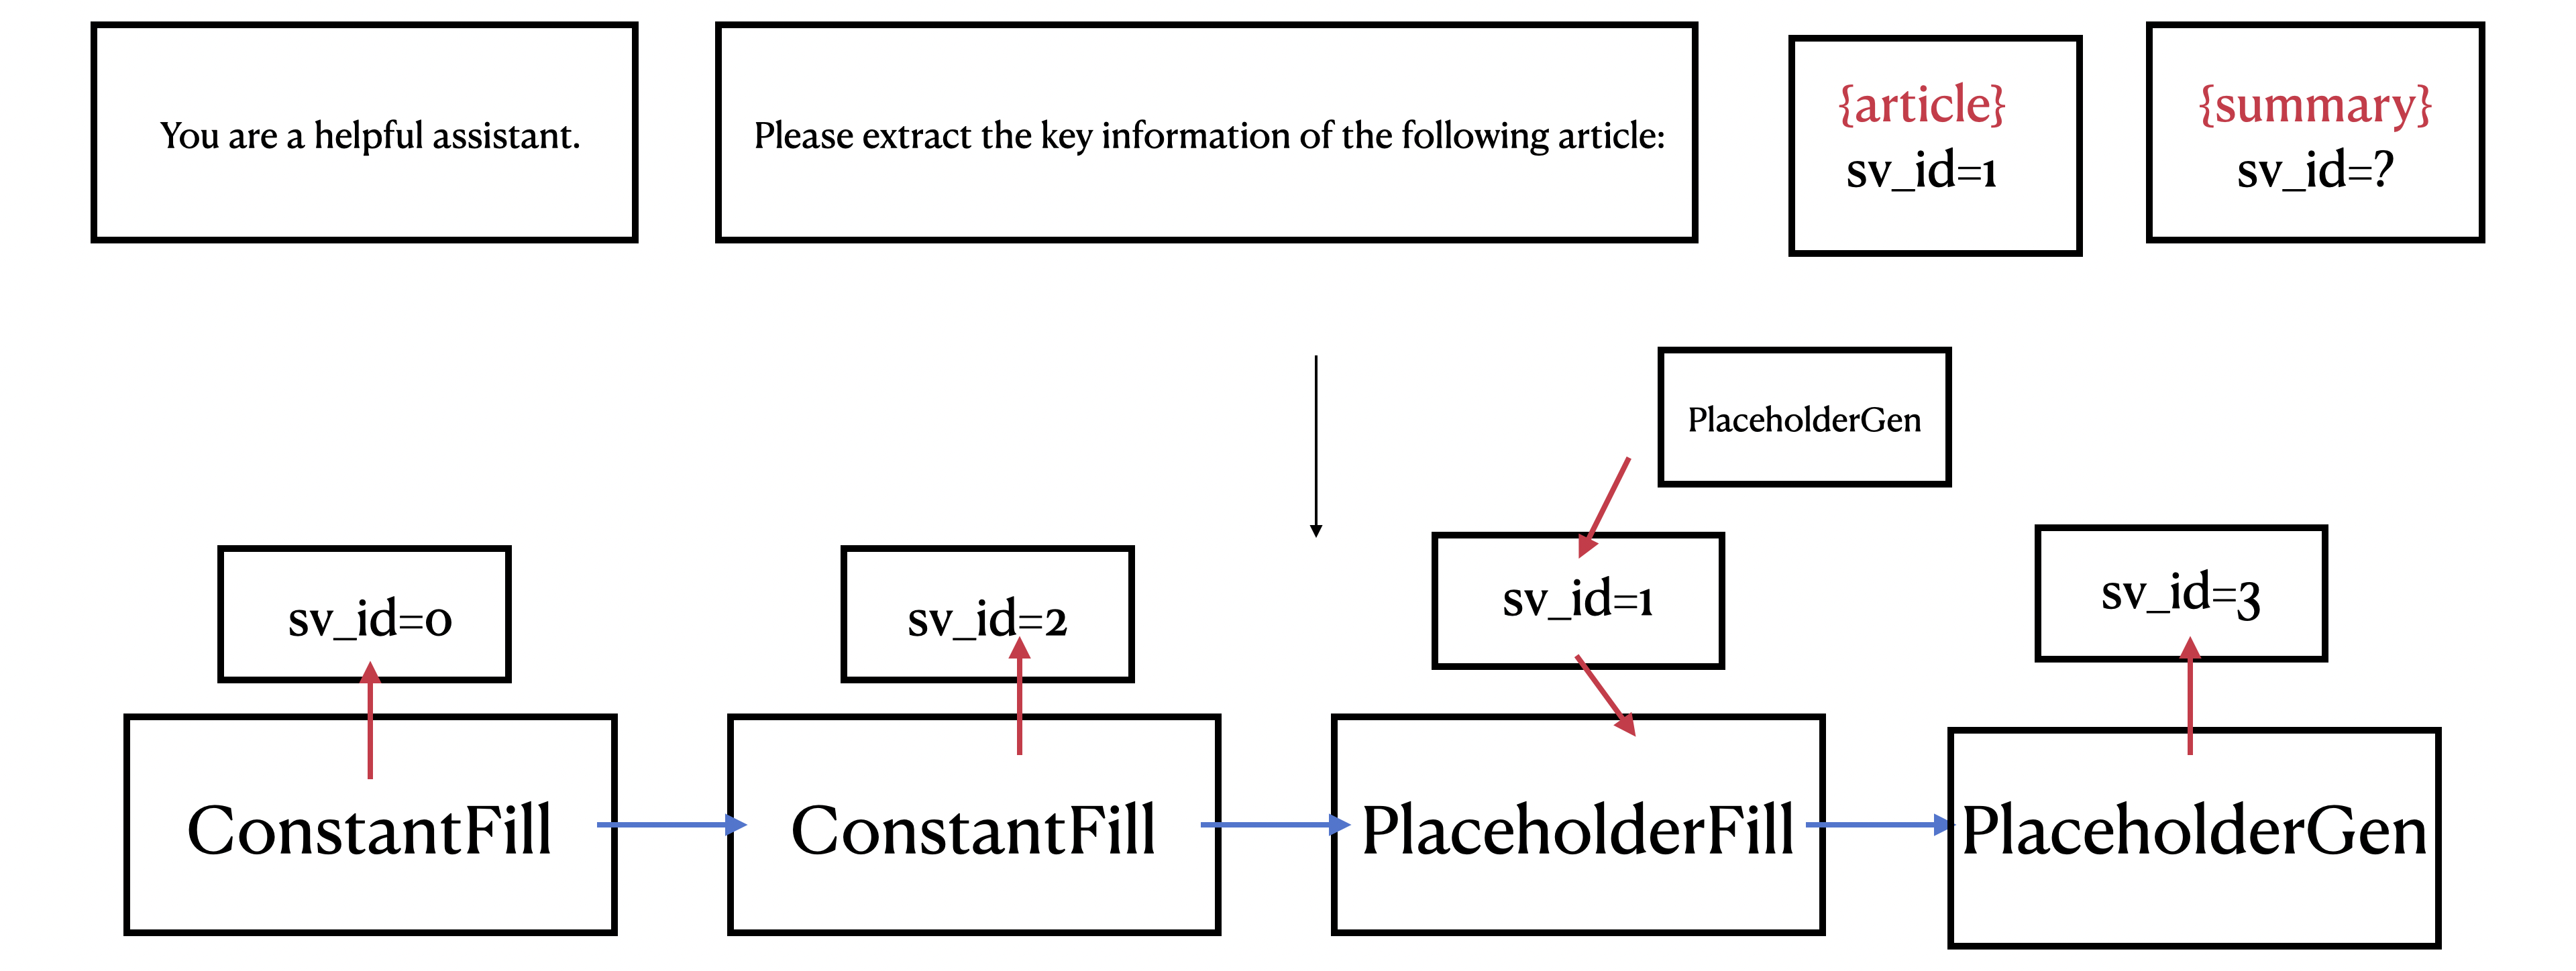 You are a helpful assistant.
Please extract the key information of the following article:
{article}
sv_id=1
{summary}
sv_id=?
PlaceholderGen
sv_id=0
sv_id=2
sv_id=1
sv_id=3
ConstantFill
ConstantFill
PlaceholderFill
PlaceholderGen